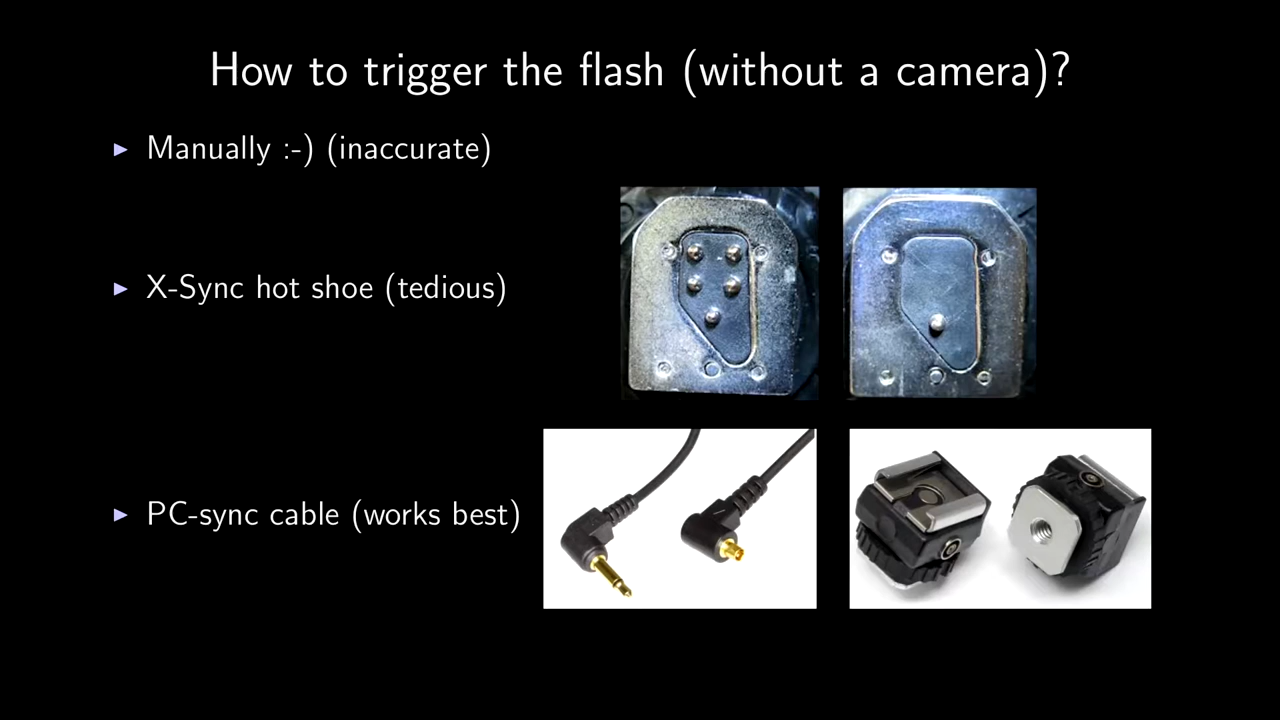 How to trigger the flash (without a camera)?
Manually :-) (inaccurate)
X-Sync hot shoe (tedious)
PC-sync cable (works best)